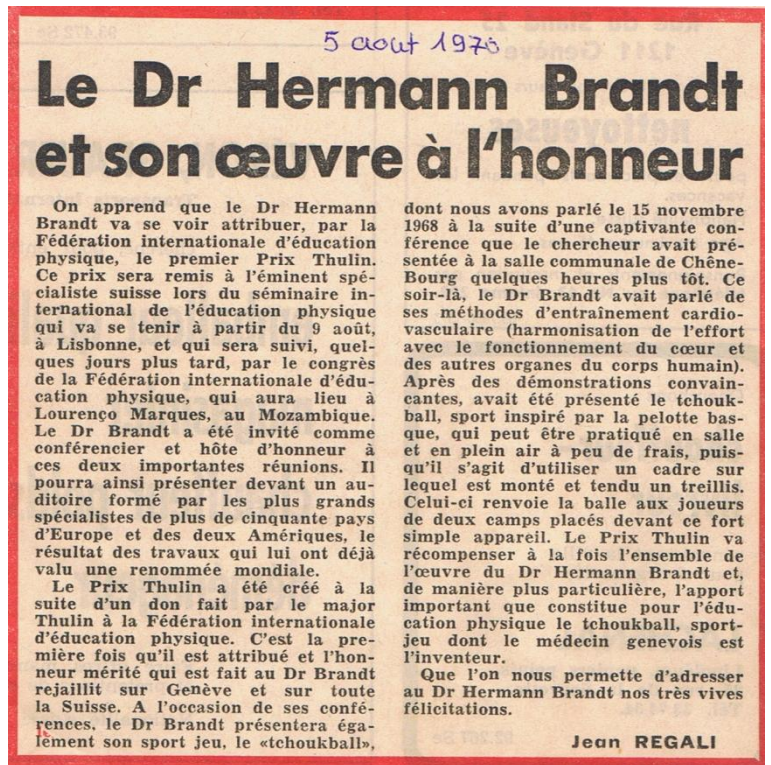 5 août 1970
Le Dr Hermann Brandt
et son œuvre à l'honneur
On apprend que le Dr Hermann
Brandt va se voir attribuer, par la
Fédération internationale d'éducation
physique, le premier Prix Thulin.
Ce prix sera remis à l'éminent spé-
cialiste suisse lors du séminaire in-
ternational de l'éducation physique
qui va se tenir à partir du 9 août,
à Lisbonne, et qui sera suivi, quel-
ques jours plus tard, par le congrès
de la Fédération internationale d'édu-
cation physique, qui aura lieu à
Lourenço Marques, au Mozambique.
Le Dr Brandt a été invité comme
conférencier et hôte d'honneur à
ces deux importantes réunions. Il
pourra ainsi présenter devant un au-
ditoire formé par les plus grands
spécialistes de plus de cinquante pays
d'Europe et des deux Amériques, le
résultat des travaux qui lui ont déjà
valu une renommée mondiale.
Le Prix Thulin a été créé à la
suite d'un don fait par le major
Thulin à la Fédération internationale
d'éducation physique. C'est la pre-
mière fois qu'il est attribué et l'hon-
neur mérité qui est fait au Dr Brandt
rejaillit sur Genève et sur toute
la Suisse. A l'occasion de ses confé-
rences, le Dr Brandt présentera éga-
lement son sport jeu, le «tchoukball»,
dont nous avons parlé le 15 novembre
1968 à la suite d'une captivante con-
férence que le chercheur avait pré-
sentée à la salle communale de Chêne-
Bourg quelques heures plus tôt. Ce
soir-là, le Dr Brandt avait parlé de
ses méthodes d'entraînement cardio-
vasculaire (harmonisation de l'effort
avec le fonctionnement du cœur et
des autres organes du corps humain).
Après des démonstrations convain-
cantes, avait été présenté le tchouk-
ball, sport inspiré par la pelotte bas-
que, qui peut être pratiqué en salle
et en plein air à peu de frais, puis-
qu'il s'agit d'utiliser un cadre sur
lequel est monté et tendu un treillis.
Celui-ci renvoie la balle aux joueurs
de deux camps placés devant ce fort
simple appareil. Le Prix Thulin va
récompenser à la fois l'ensemble de
l'œuvre du Dr Hermann Brandt et,
de manière plus particulière, l'apport
important que constitue pour l'édu-
cation physique le tchoukball, sport-
jeu dont le médecin genevois est
l'inventeur.
Que l'on nous permette d'adresser
au Dr Hermann Brandt nos très vives
félicitations.
Jean REGALI